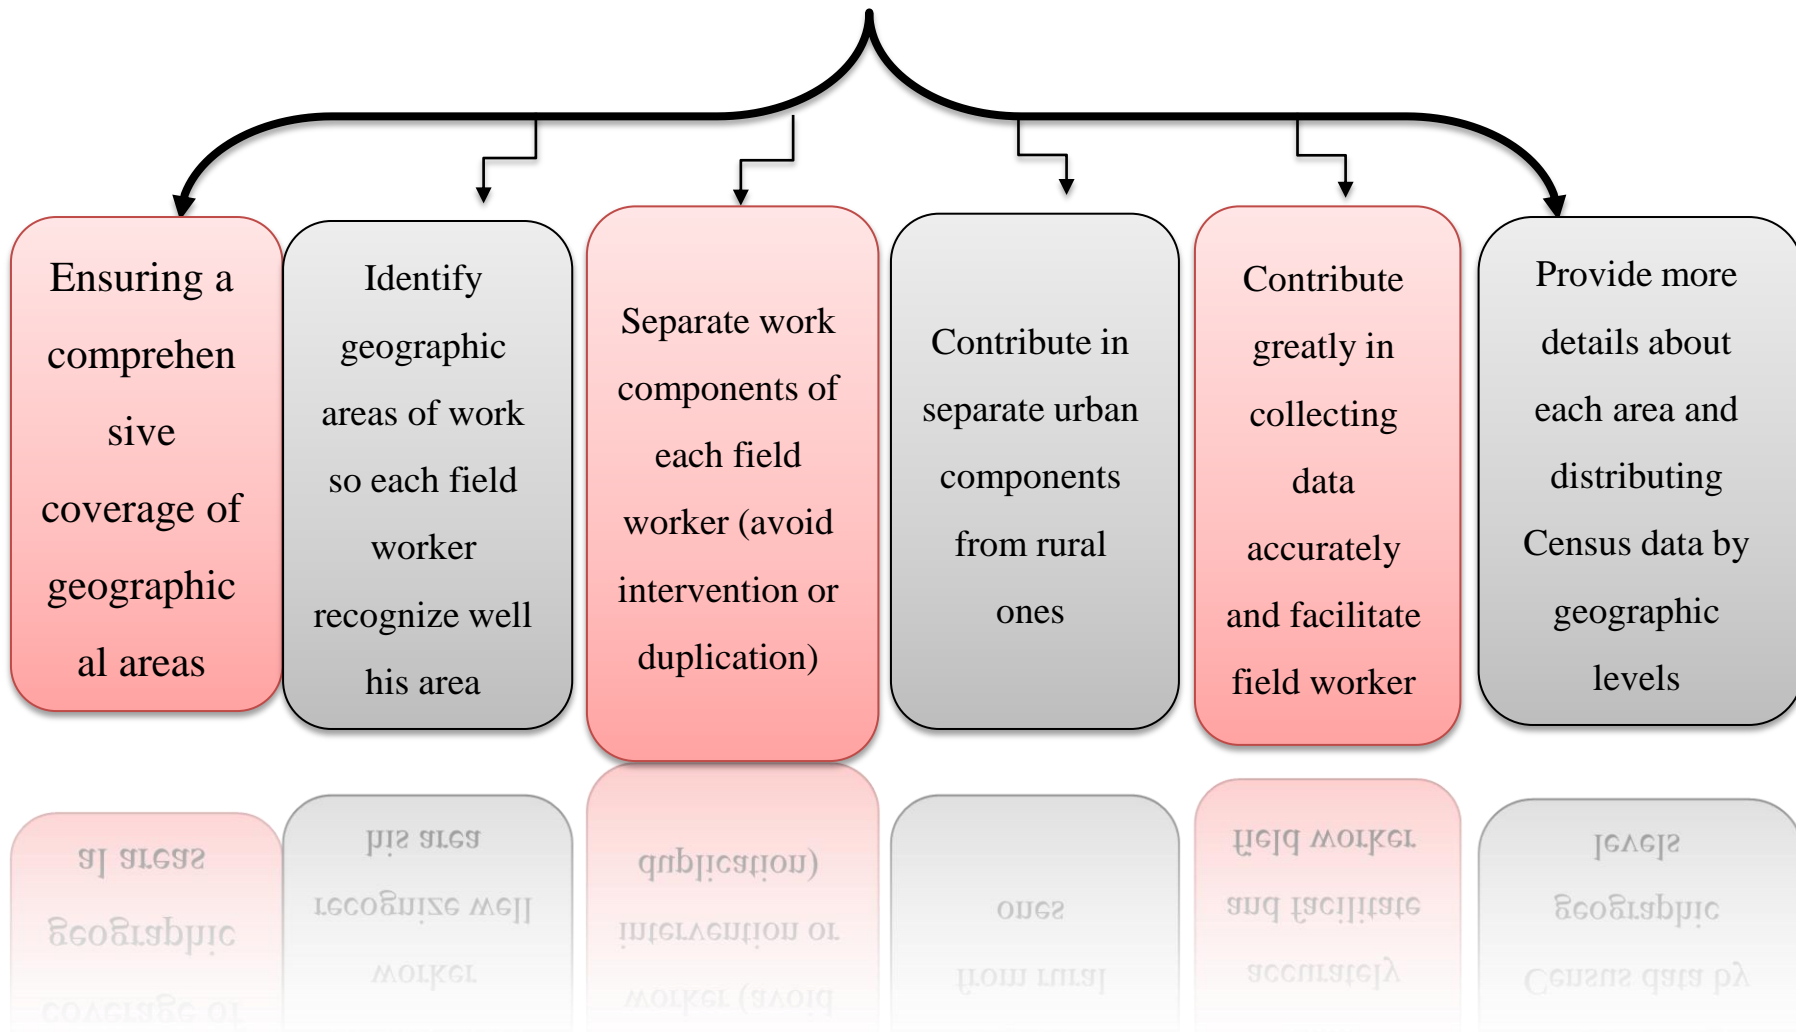 Ensuring a
comprehen
sive
coverage of
geographic
al areas
Identify
geographic
areas of work
so each field
worker
recognize well
his area
Separate work
components of
each field
worker (avoid
intervention or
duplication)
Contribute in
separate urban
components
from rural
ones
Contribute
greatly in
collecting
data
accurately
and facilitate
field worker
Provide more
details about
each area and
distributing
Census data by
geographic
levels